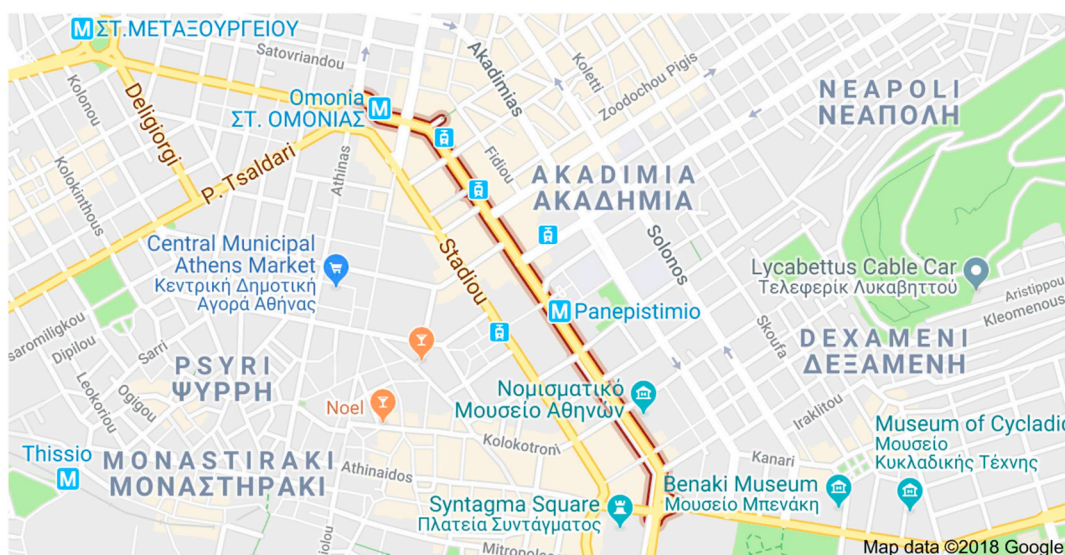 ΣΤ.ΜΕΤΑΞΟΥΡΓΕΙΟΥ
Satovriandou
Akadimias
Koletti
Zoodochou Pigis
Kolonou
Deligiorgi
Omonia
ΣΤ. ΟΜΟΝΙΑΣ
NEAPOLI
ΝΕΑΠΟΛΗ
Fidiou
P. Tsaldari
Athinas
AKADIMIA
ΑΚΑΔΗΜΙΑ
Kolokinthous
Solonos
Stadiou
Central Municipal
Athens Market
Κεντρική Δημοτική
Αγορά Αθήνας
Lycabettus Cable Car
Τελεφερίκ Λυκαβηττού
Aristippou
Kleomenous
Panepistimio
saromiligkou
Dipilou
Sarri
Skoufa
DEXAMENI
ΔΕΞΑΜΕΝΗ
PSYRI
ΨΥΡΡΗ
Leokoriou
Ogigou
Νομισματικό
Μουσείο Αθηνών
Iraklitou
Noel
Kolokotroni
Museum of Cycladic
Μουσείο
Κυκλαδικής Τέχνης
Kanari
Thissio
MONASTIRAKI
ΜΟΝΑΣΤΗΡΑΚΙ
Athinaidos
Benaki Museum
Μουσείο Μπενάκη
Syntagma Square
Πλατεία Συντάγματος
Mitropoleos
Map data ©2018 Google